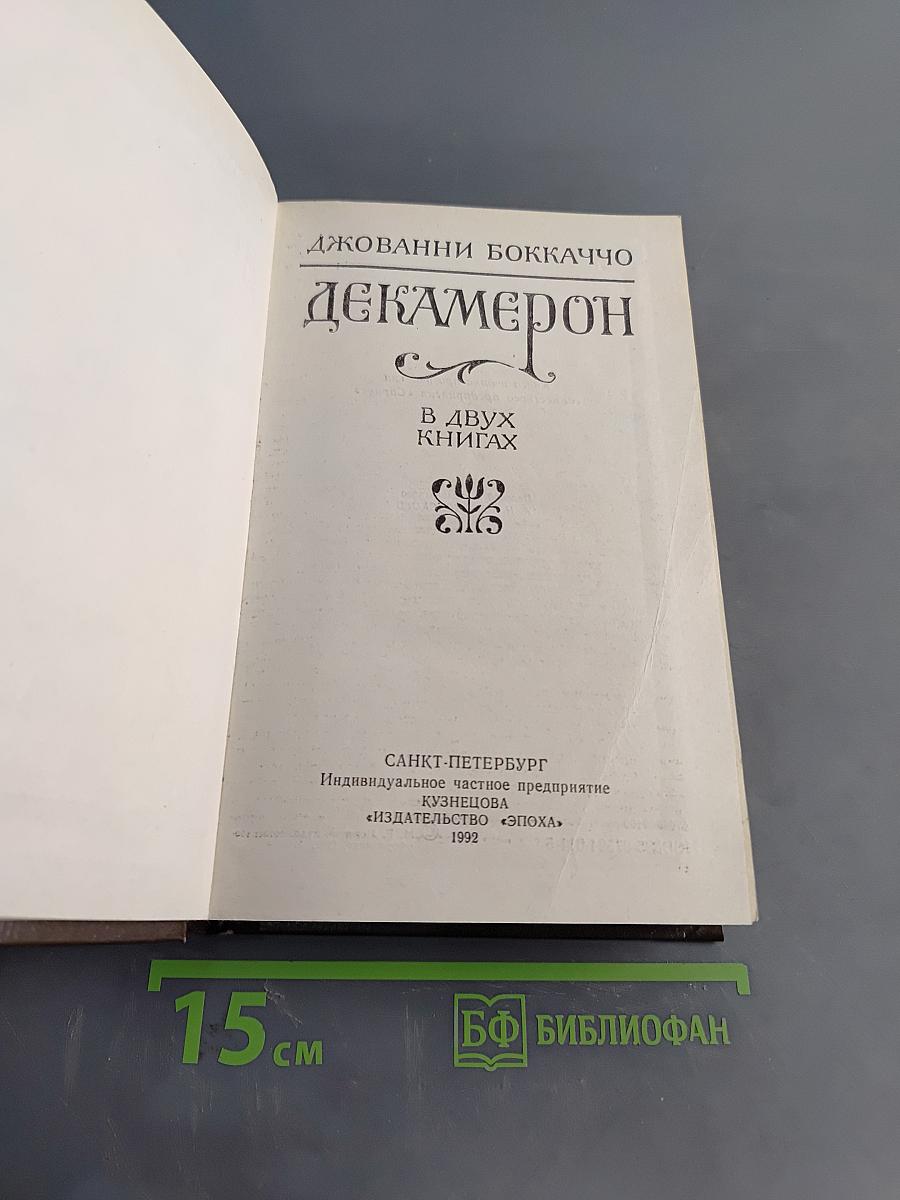 ДЖОВАННИ БОККАЧЧО
ДЕКАМЕРОН
В ДВУХ
КНИГАХ
САНКТ-ПЕТЕРБУРГ
Индивидуальное частное предприятие
КУЗНЕЦОВА
«ИЗДАТЕЛЬСТВО «ЭПОХА»
1992
15 см
БФ БИБЛИОФАН